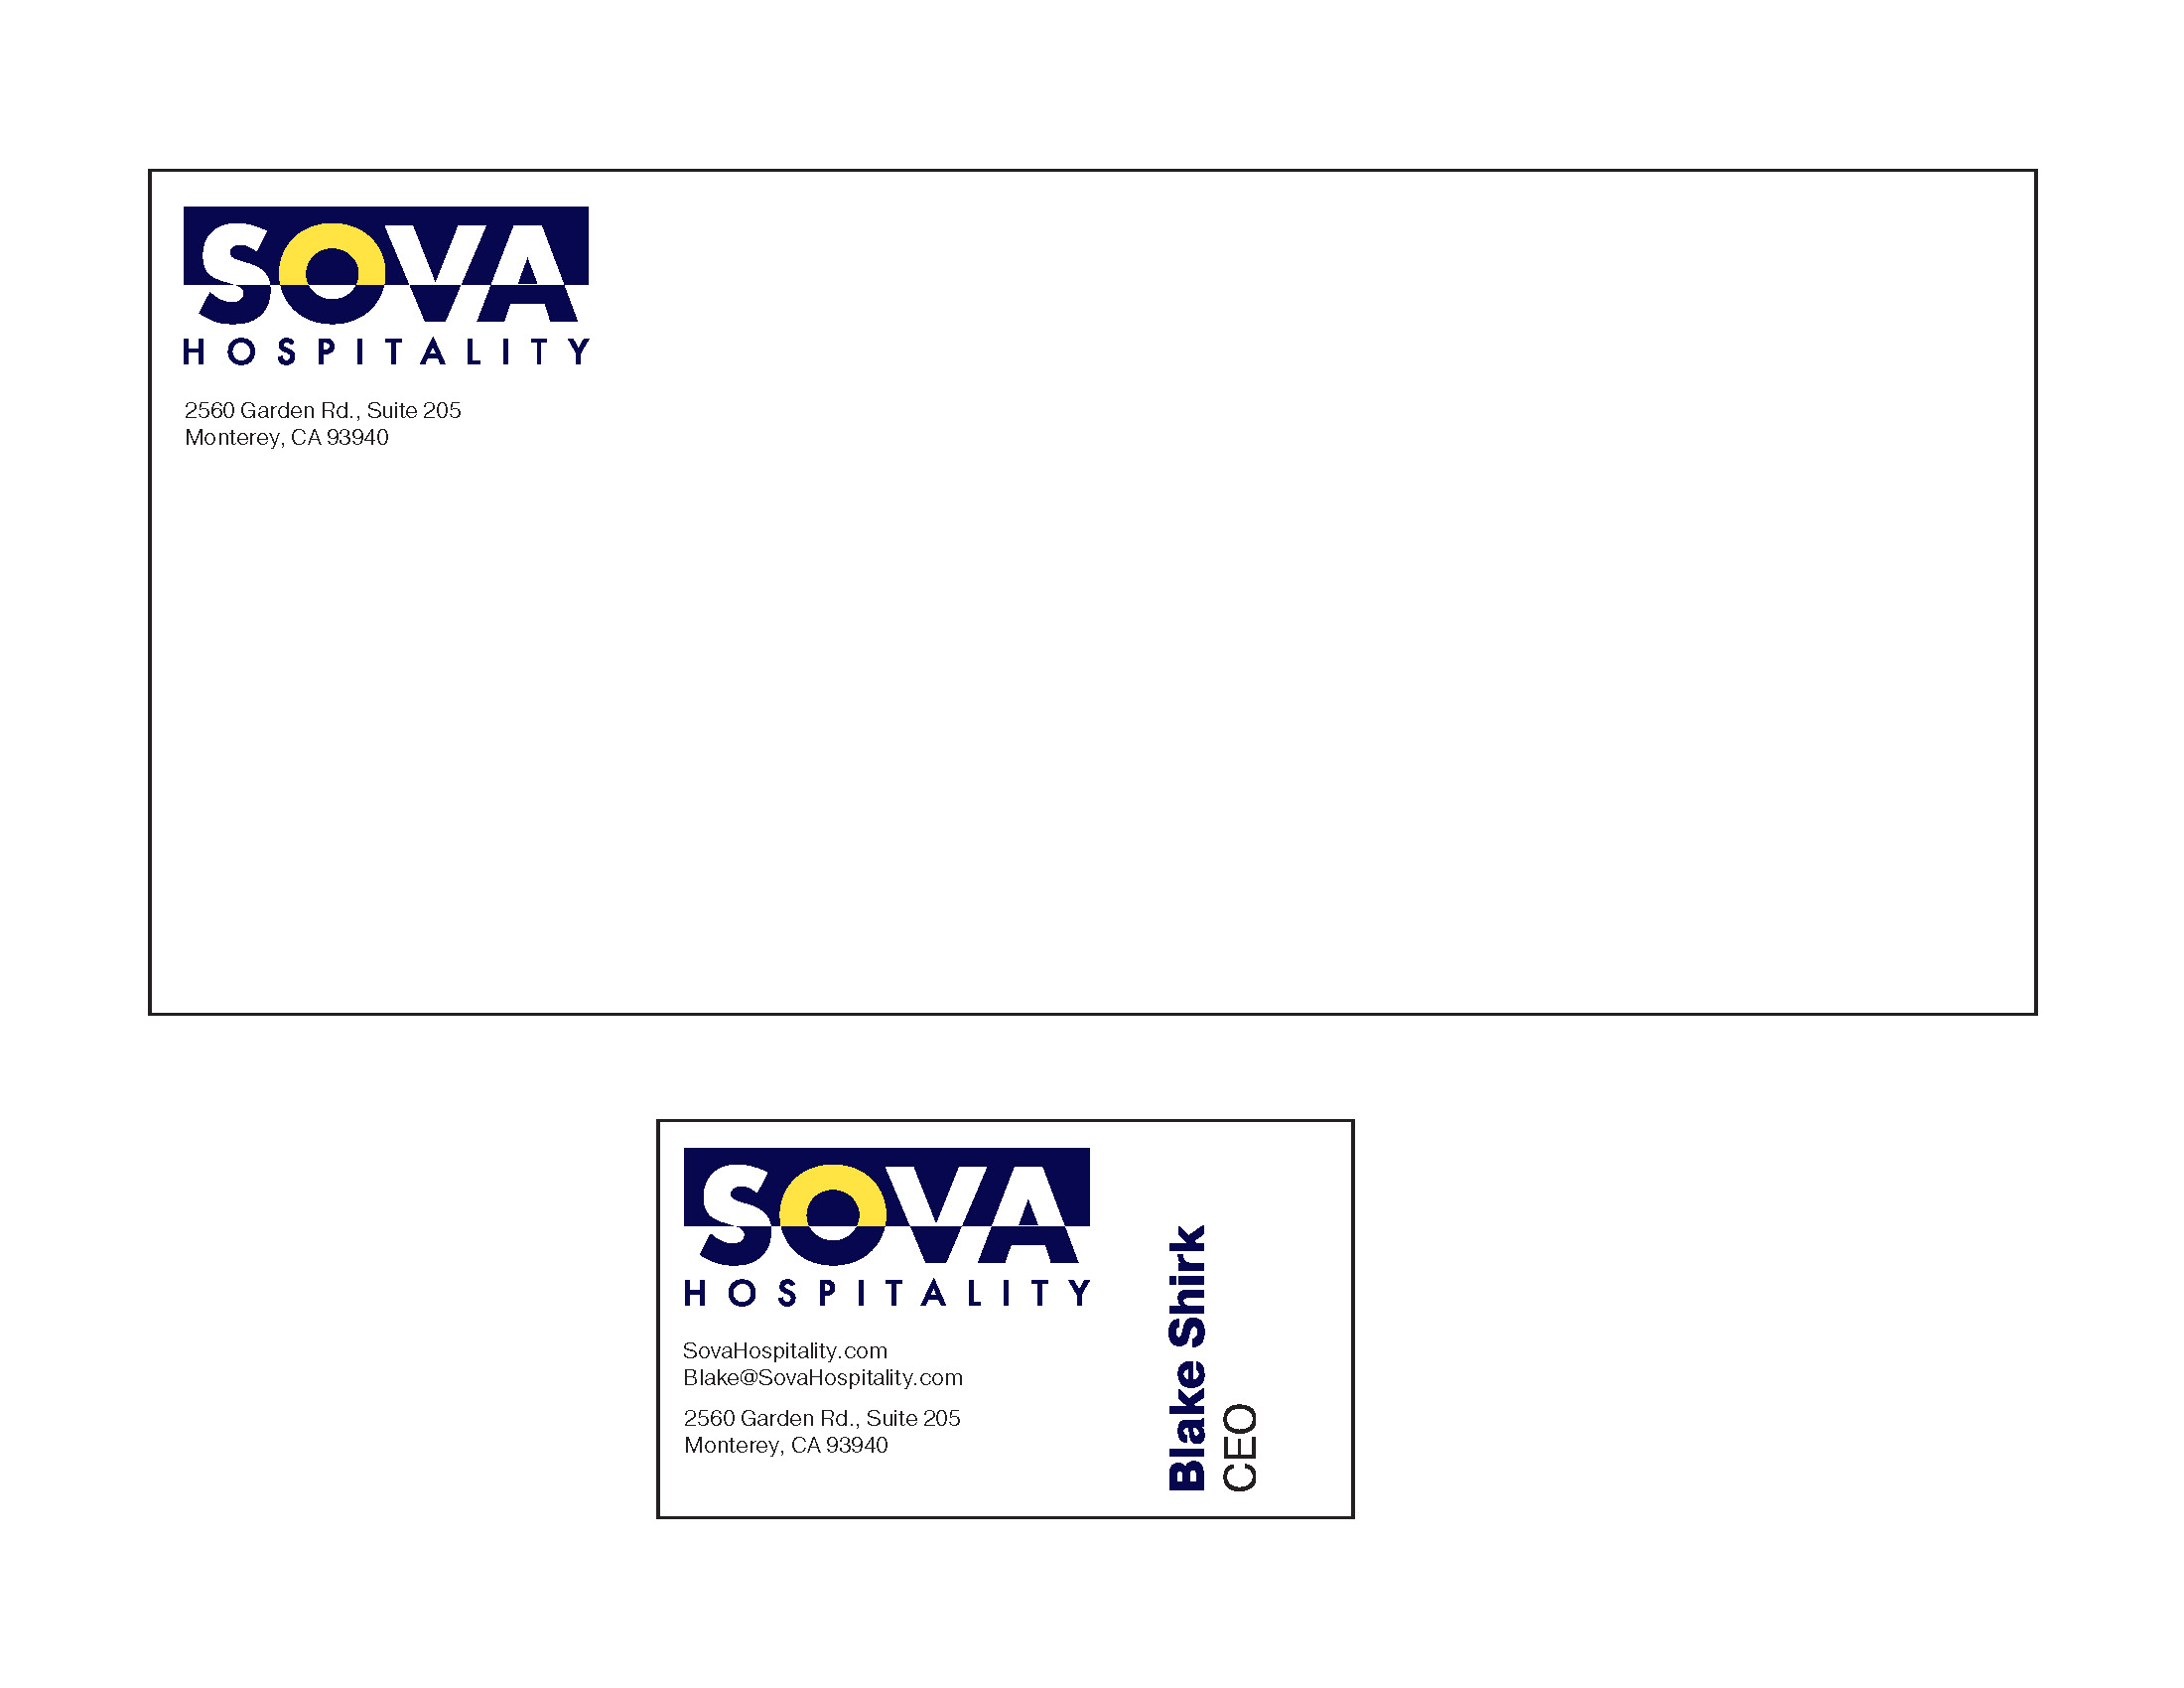 SOVA
HOSPITALITY
2560 Garden Rd., Suite 205
Monterey, CA 93940
SOVA
HOSPITALITY
SovaHospitality.com
Blake@SovaHospitality.com
2560 Garden Rd., Suite 205
Monterey, CA 93940
Blake Shirk
CEO